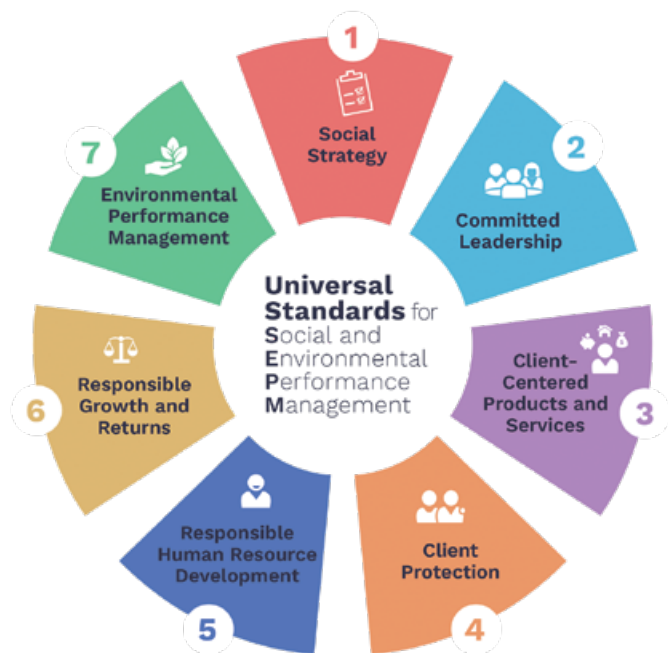 1
Social
Strategy
2
Committed
Leadership
3
Client-
Centered
Products and
Services
4
Client
Protection
5
Responsible
Human Resource
Development
6
Responsible
Growth and
Returns
7
Environmental
Performance
Management
Universal
Standards for
Social and
Environmental
Performance
Management